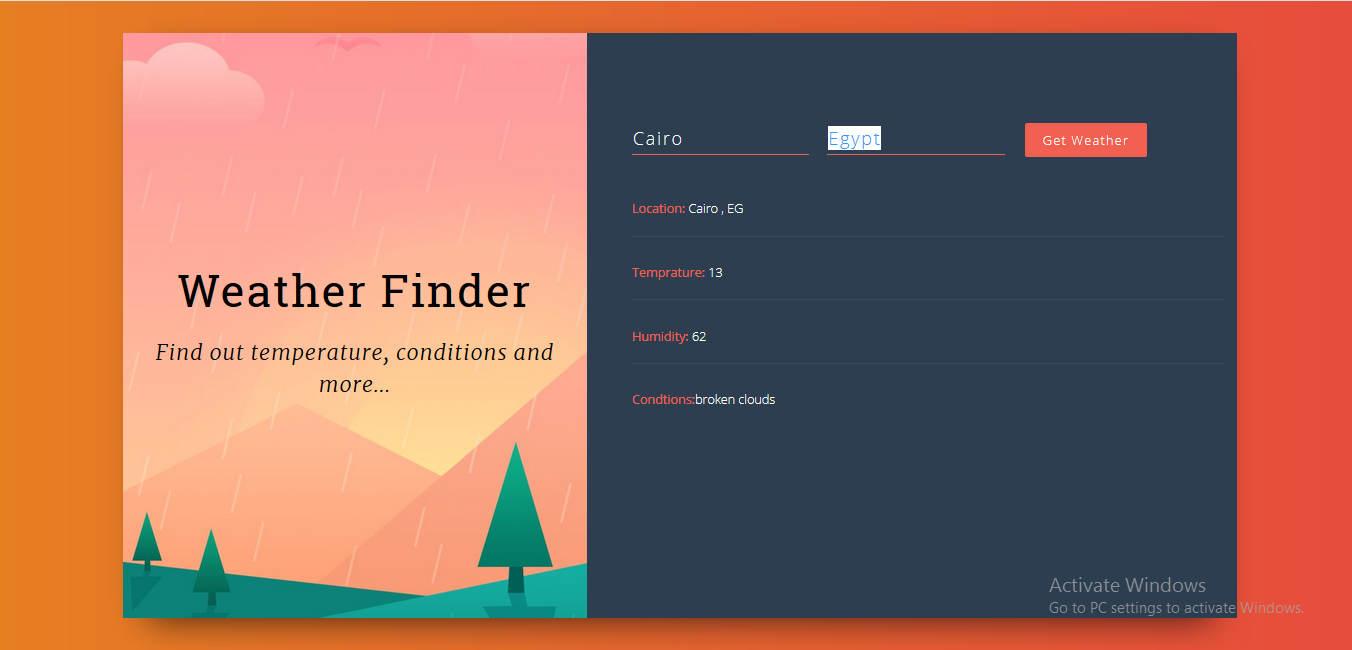 Weather Finder
Find out temperature, conditions and
more...
Cairo Egypt Get Weather
Location: Cairo , EG
Temprature: 13
Humidity: 62
Condtions:broken clouds
Activate Windows
Go to PC settings to activate Windows.